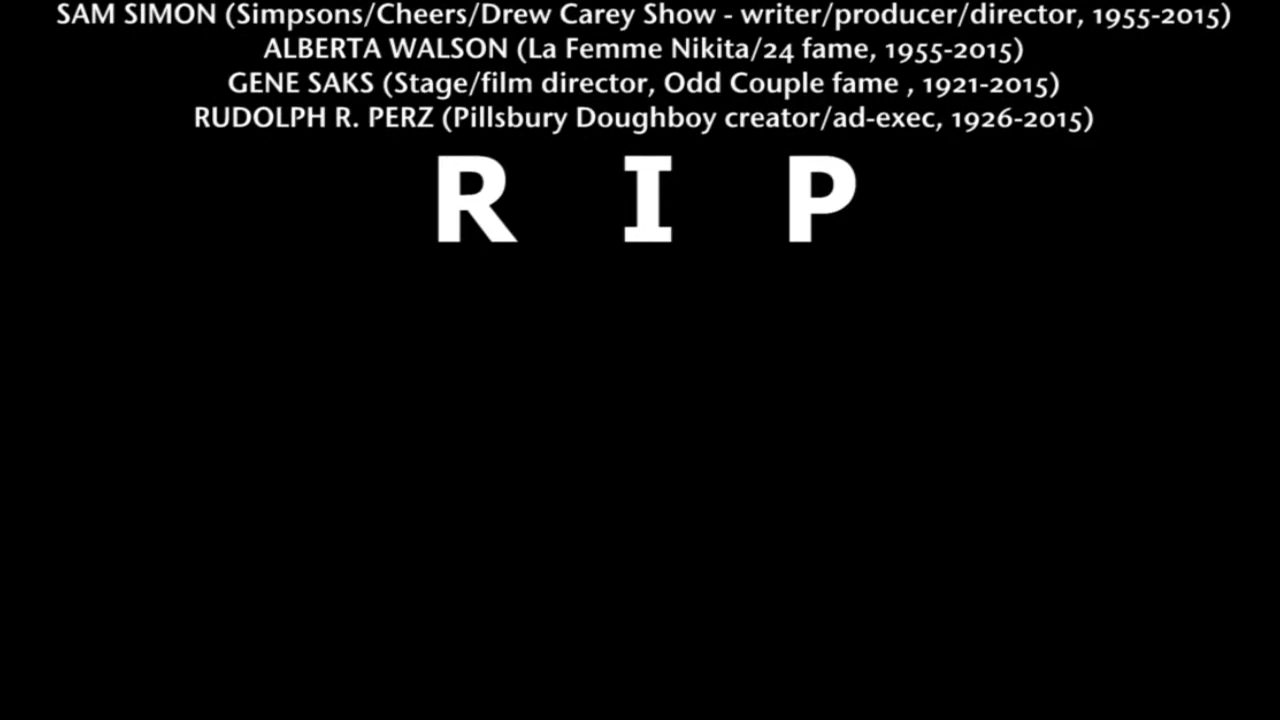 SAM SIMON (Simpsons/Cheers/Drew Carey Show - writer/producer/director, 1955-2015)
ALBERTA WALSON (La Femme Nikita/24 fame, 1955-2015)
GENE SAKS (Stage/film director, Odd Couple fame , 1921-2015)
RUDOLPH R. PERZ (Pillsbury Doughboy creator/ad-exec, 1926-2015)
R I P